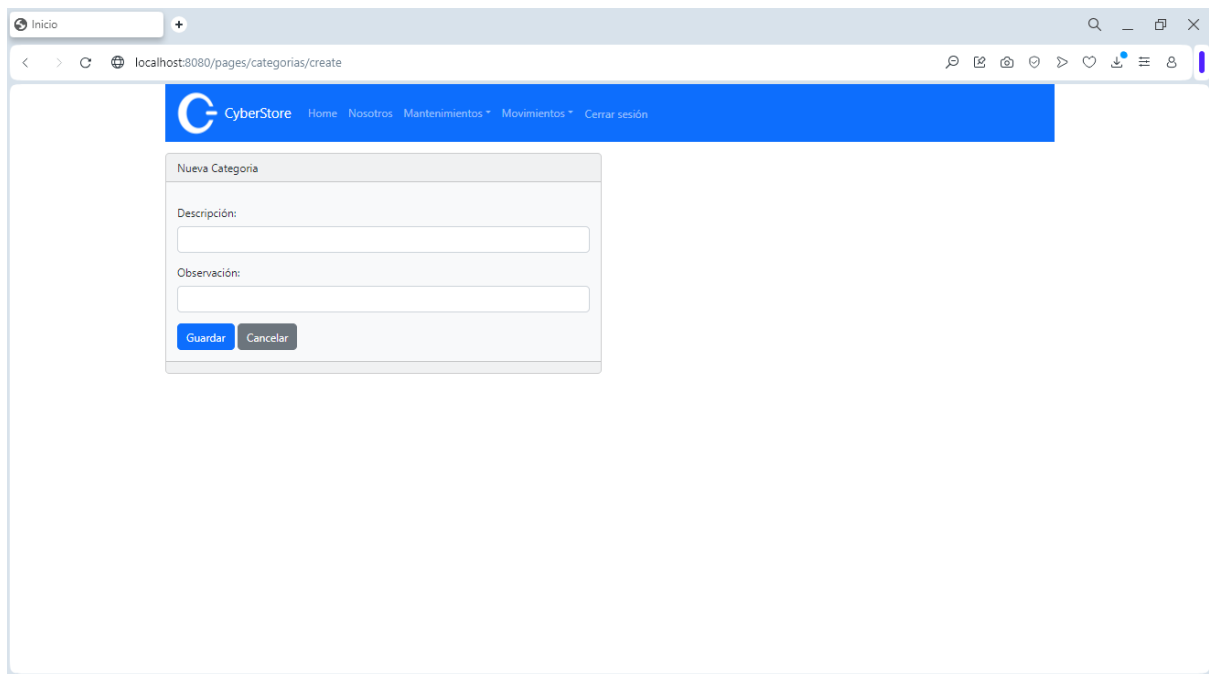 Inicio
localhost:8080/pages/categorias/create
CyberStore Home Nosotros Mantenimientos Movimientos Cerrar sesión
Nueva Categoria
Descripción:
Observación:
Guardar Cancelar